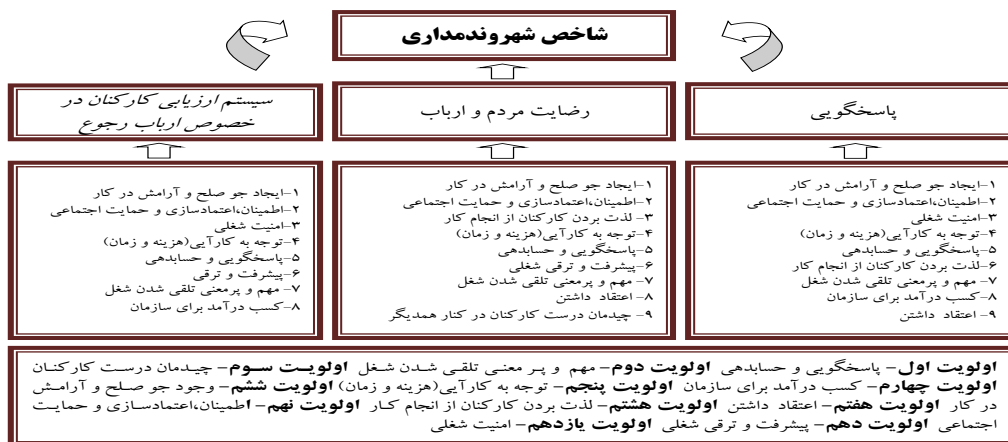 شاخص شهروندمداری
پاسخگویی
رضایت مردم و ارباب
سیستم ارزیابی کارکنان در
خصوص ارباب رجوع
۱-ایجاد جو صلح و آرامش در کار
۲-اطمینان،اعتمادسازی و حمایت اجتماعی
۳-امنیت شغلی
۴-توجه به کارآیی(هزینه و زمان)
۵-پاسخگویی و حسابدهی
۶-لذت بردن کارکنان از انجام کار
۷- مهم و پرمعنی تلقی شدن شغل
۸-کسب درآمد برای سازمان
۹- اعتقاد داشتن
۱-ایجاد جو صلح و آرامش در کار
۲-اطمینان،اعتمادسازی و حمایت اجتماعی
۳- لذت بردن کارکنان از انجام کار
۴-توجه به کارآیی(هزینه و زمان)
۵-پاسخگویی و حسابدهی
۶-پیشرفت و ترقی شغلی
۷- مهم و پرمعنی تلقی شدن شغل
۸- اعتقاد داشتن
۹- چیدمان درست کارکنان در کنار همدیگر
۱-ایجاد جو صلح و آرامش در کار
۲-اطمینان،اعتمادسازی و حمایت اجتماعی
۳-امنیت شغلی
۴-توجه به کارآیی(هزینه و زمان)
۵-پاسخگویی و حسابدهی
۶-پیشرفت و ترقی
۷- مهم و پرمعنی تلقی شدن شغل
۸-کسب درآمد برای سازمان
اولویت اول- پاسخگویی و حسابدهی اولویت دوم- مهم و پر معنی تلقی شدن شغل اولویت سوم- چیدمان درست کارکنان
اولویت چهارم- کسب درآمد برای سازمان اولویت پنجم- توجه به کارآیی(هزینه و زمان) اولویت ششم- وجود جو صلح و آرامش
در کار اولویت هفتم- اعتقاد داشتن اولویت هشتم- لذت بردن کارکنان از انجام کار اولویت نهم- اطمینان،اعتمادسازی و حمایت
اجتماعی اولویت دهم- پیشرفت و ترقی شغلی اولویت یازدهم- امنیت شغلی